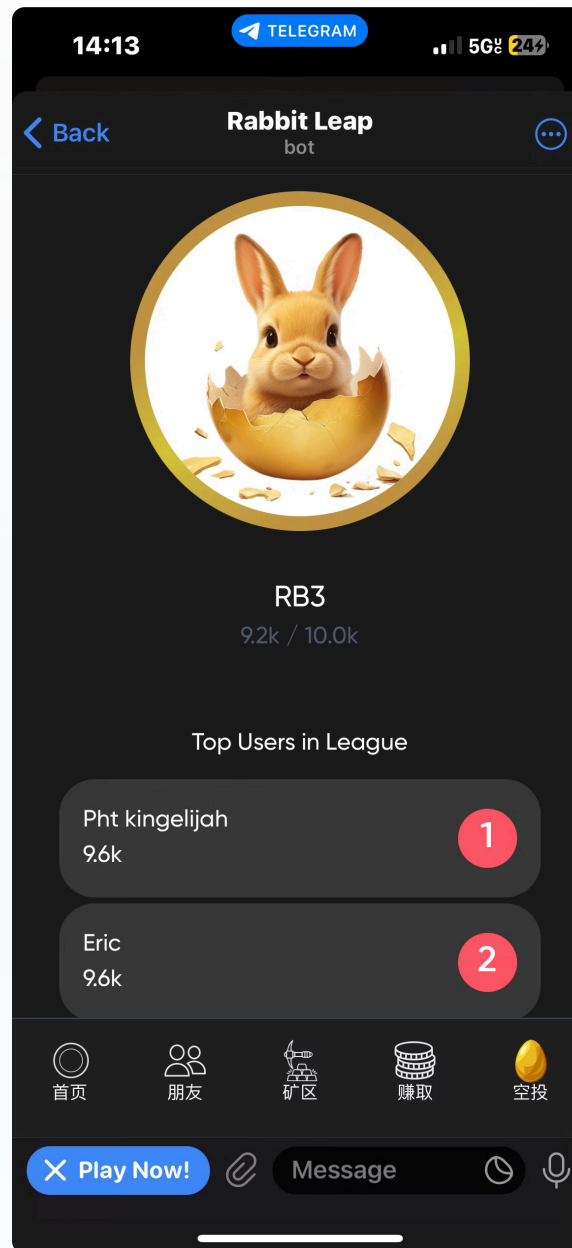 14:13
TELEGRAM
5G
24
Back
Rabbit Leap
bot
RB3
9.2k / 10.0k
Top Users in League
Pht kingelijah
9.6k
1
Eric
9.6k
2
首页
朋友
矿区
赚取
空投
Play Now!
Message